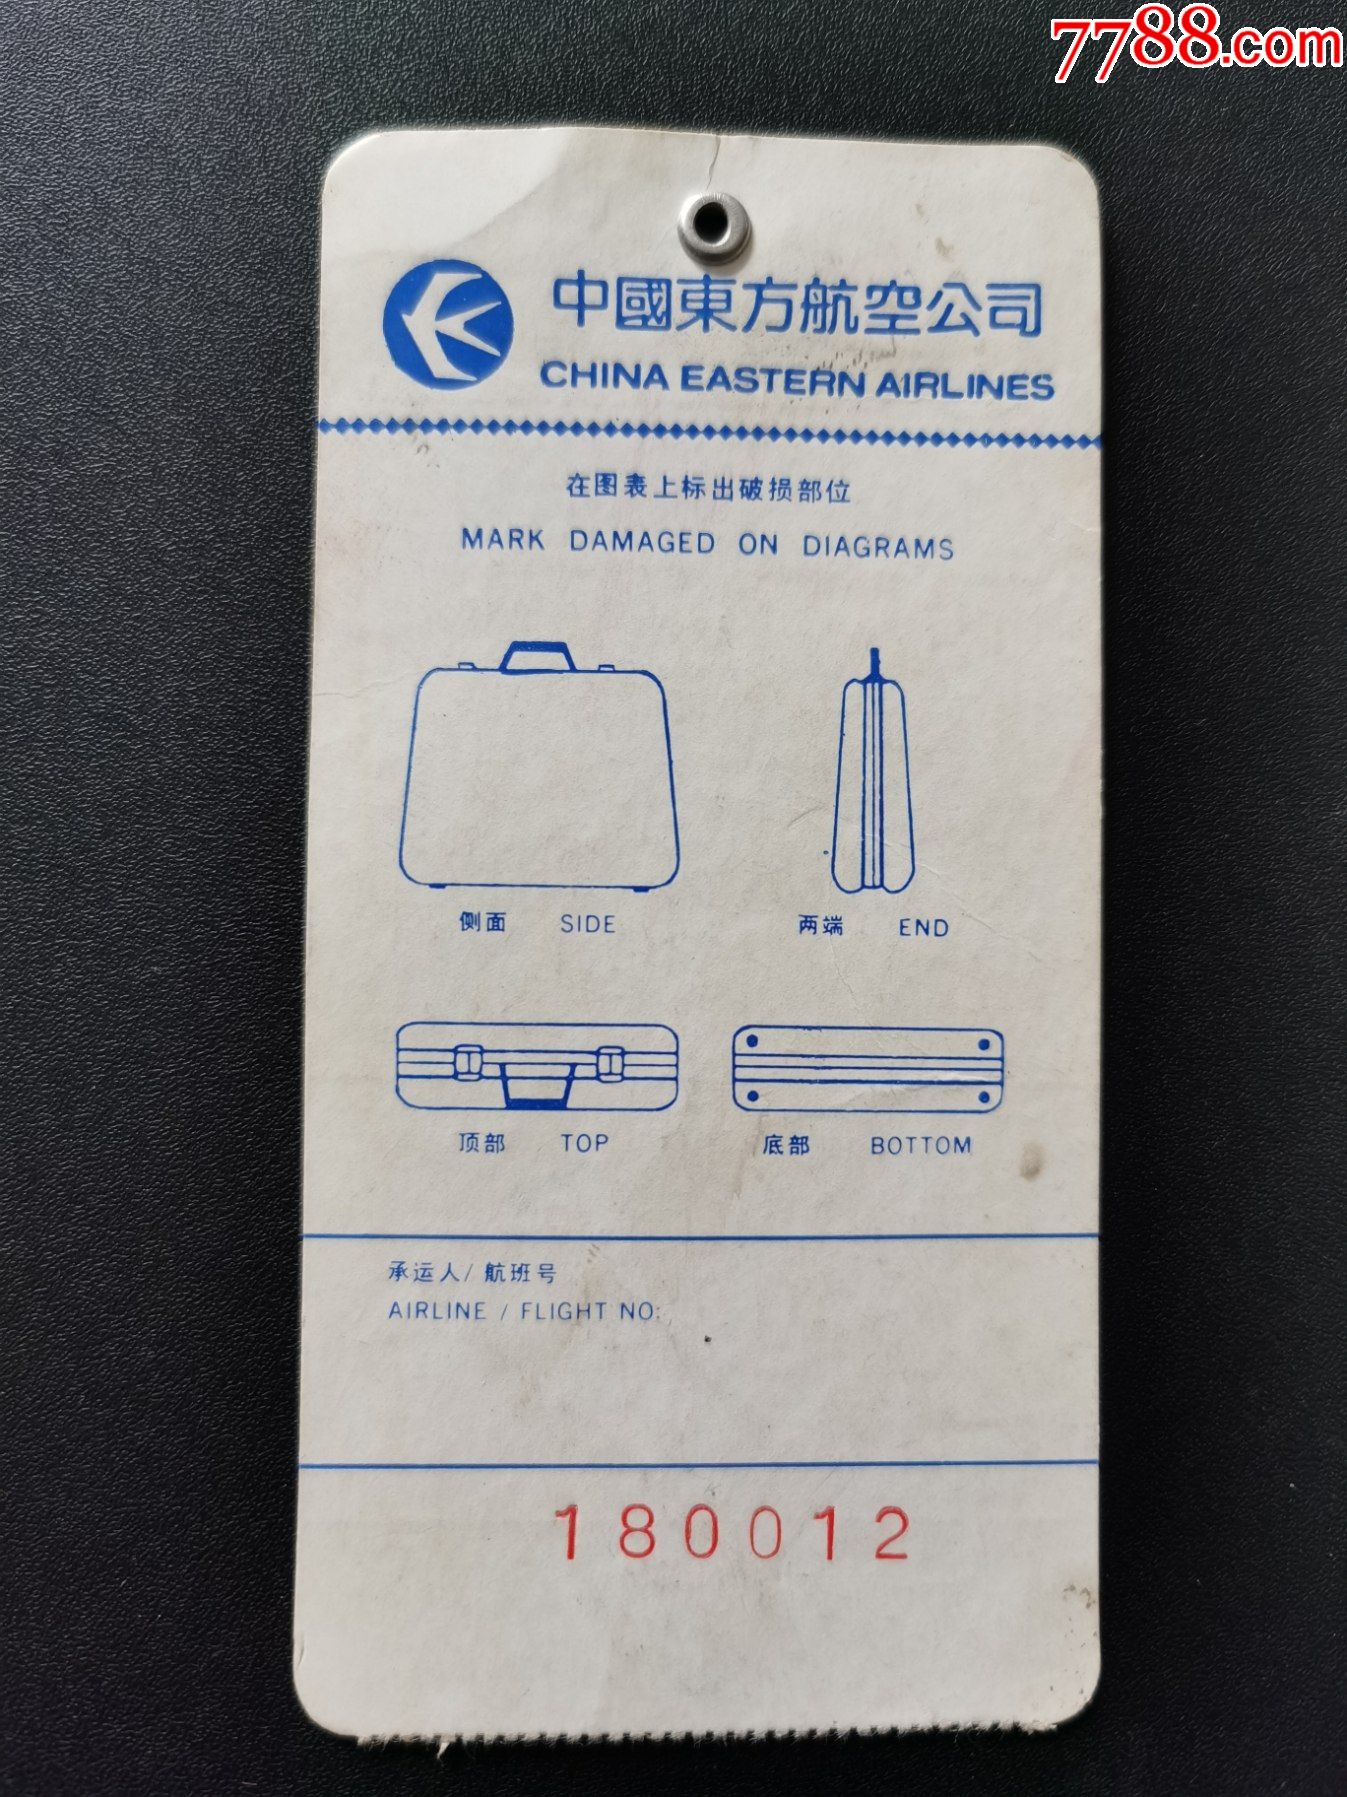 7788.com
中國東方航空公司
CHINA EASTERN AIRLINES
在图表上标出破损部位
MARK DAMAGED ON DIAGRAMS
侧面 SIDE
两端 END
顶部 TOP
底部 BOTTOM
承运人/航班号
AIRLINE / FLIGHT NO:
180012